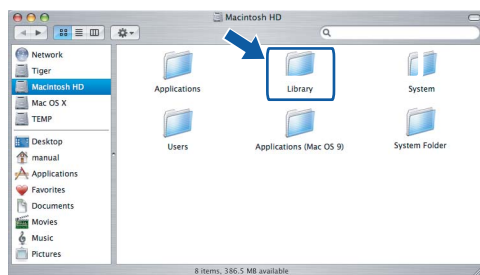 Macintosh HD
Network
Tiger
Macintosh HD
Mac OS X
TEMP
Desktop
manual
Applications
Favorites
Documents
Movies
Music
Pictures
Applications
Library
System
Users
Applications (Mac OS 9)
System Folder
8 items, 386.5 MB available